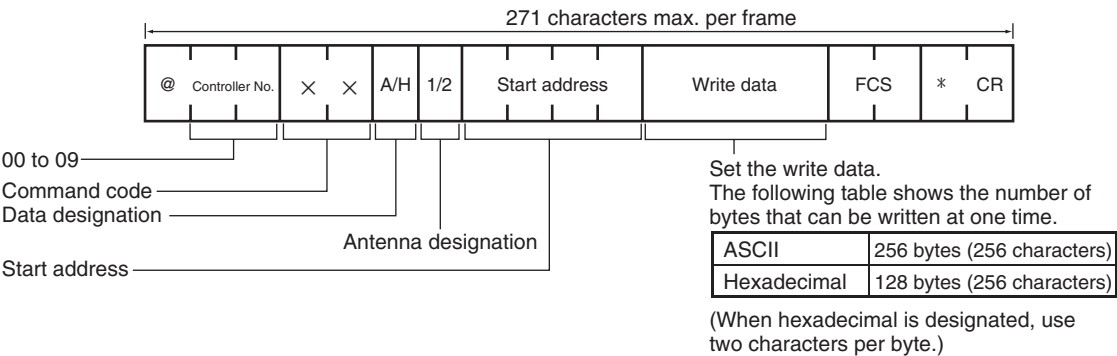 271 characters max. per frame
@ Controller No. × × A/H 1/2 Start address Write data FCS * CR
00 to 09
Command code
Data designation
Antenna designation
Start address
Set the write data.
The following table shows the number of
bytes that can be written at one time.
ASCII 256 bytes (256 characters)
Hexadecimal 128 bytes (256 characters)
(When hexadecimal is designated, use
two characters per byte.)